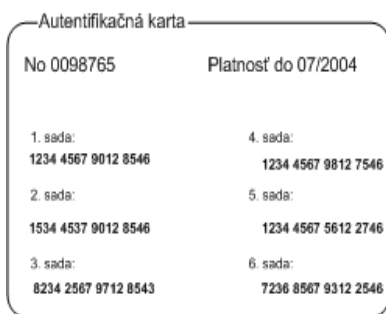 Autentifikačná karta
No 0098765 Platnosť do 07/2004
1. sada: 4. sada:
1234 4567 9012 8546 1234 4567 9812 7546
2. sada: 5. sada:
1534 4537 9012 8546 1234 4567 5612 2746
3. sada: 6. sada:
8234 2567 9712 8543 7236 8567 9312 2546